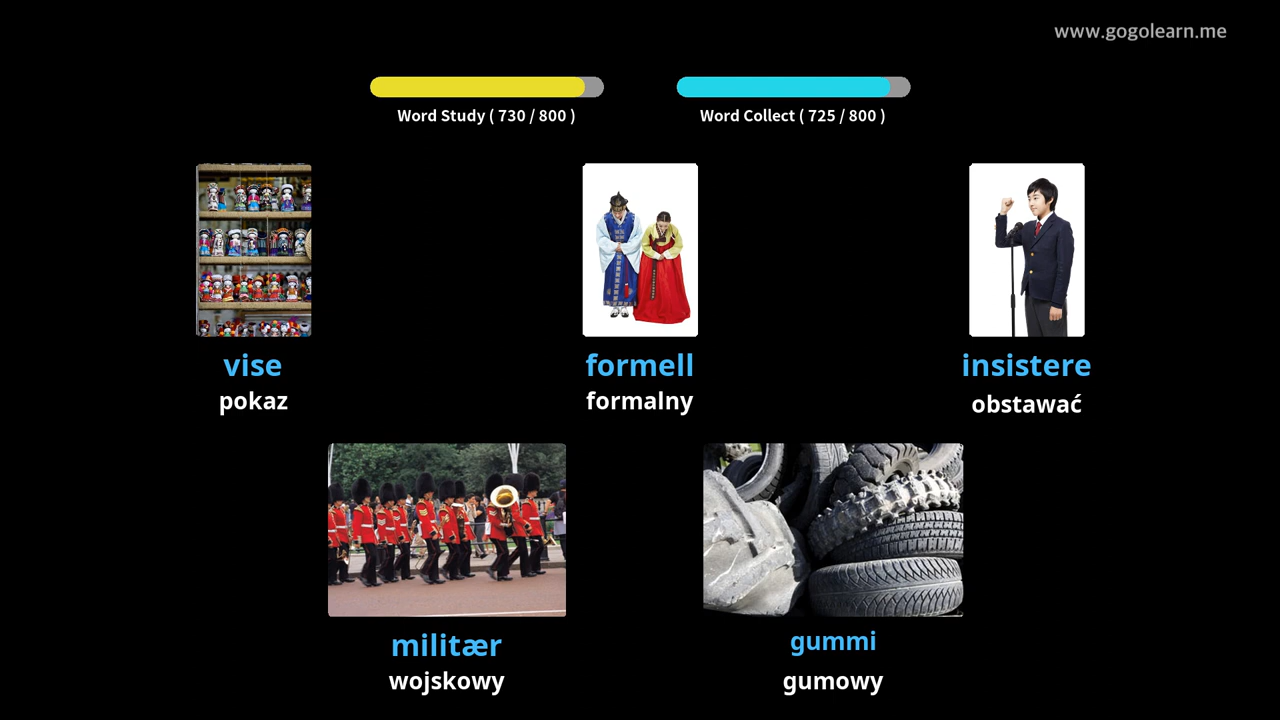 www.gogolearn.me
Word Study ( 730 / 800 )
Word Collect ( 725 / 800 )
vise
formell
insistere
pokaz
formalny
obstawać
militær
gummi
wojskowy
gumowy